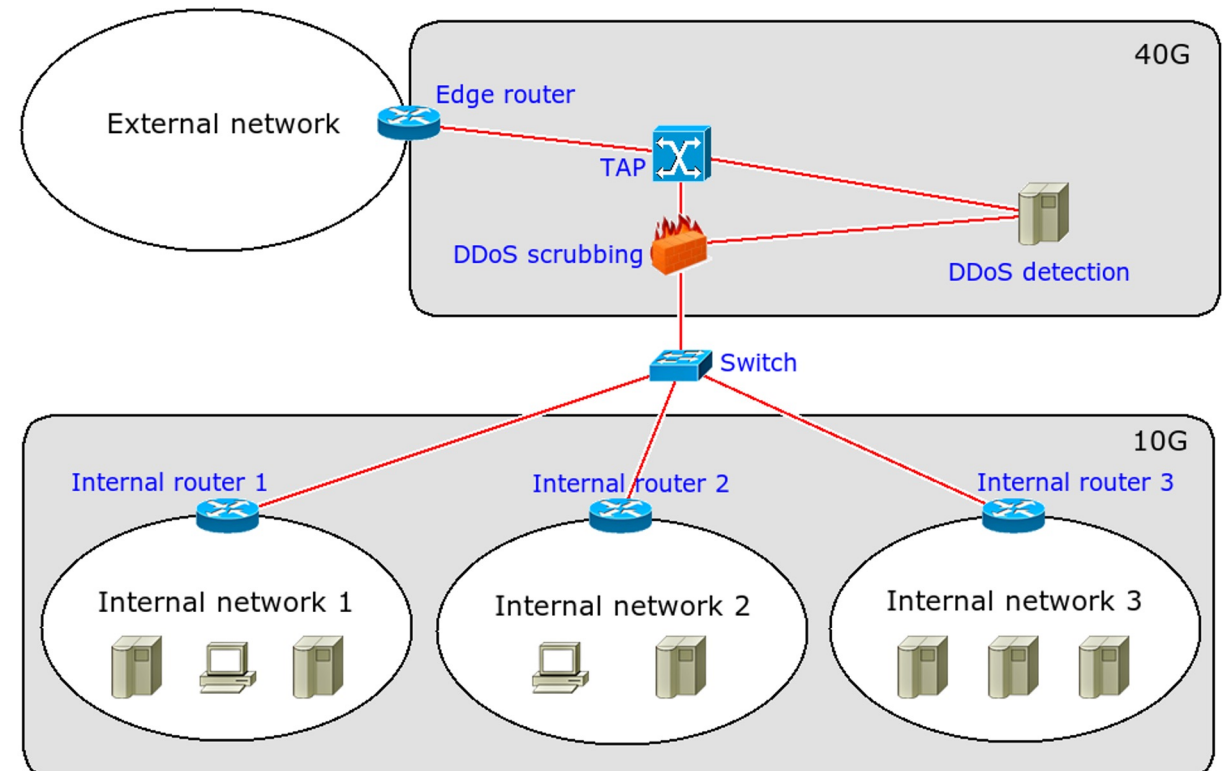 40G
Edge router
External network
TAP
DDoS scrubbing
DDoS detection
Switch
10G
Internal router 1
Internal router 2
Internal router 3
Internal network 1
Internal network 2
Internal network 3